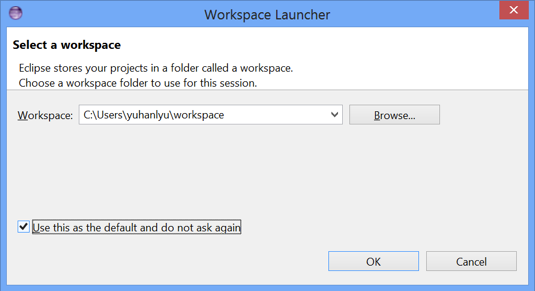 Workspace Launcher
Select a workspace
Eclipse stores your projects in a folder called a workspace.
Choose a workspace folder to use for this session.
Workspace: C:\Users\yuhanlyu\workspace Browse...
Use this as the default and do not ask again
OK Cancel